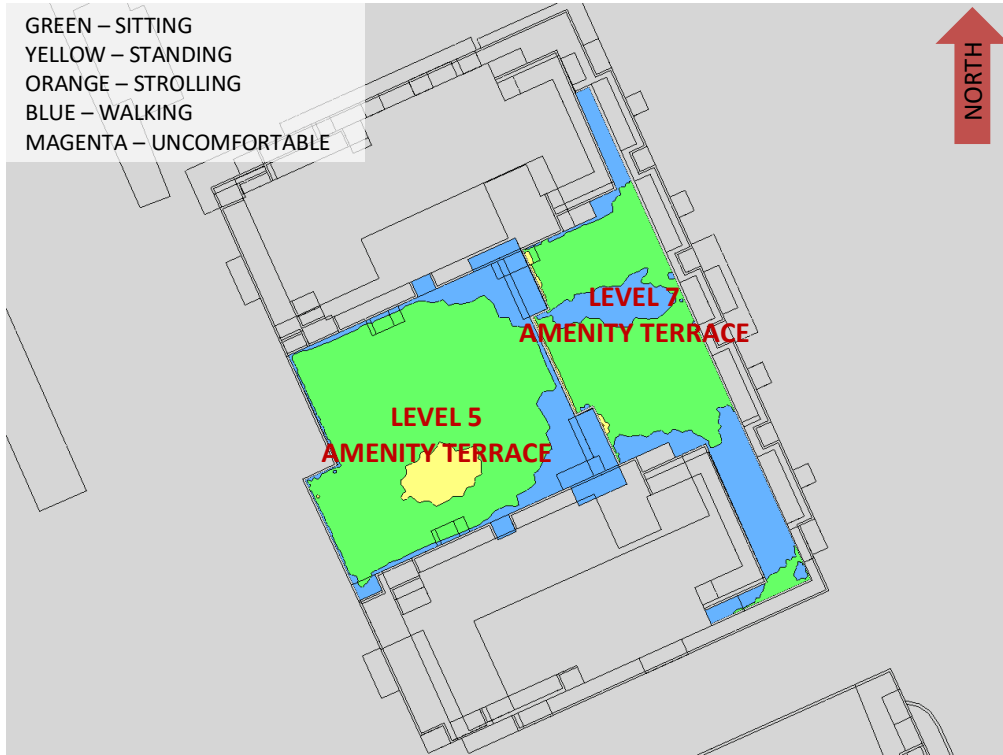 GREEN – SITTING
YELLOW – STANDING
ORANGE – STROLLING
BLUE – WALKING
MAGENTA – UNCOMFORTABLE
NORTH
LEVEL 7
AMENITY TERRACE
LEVEL 5
AMENITY TERRACE